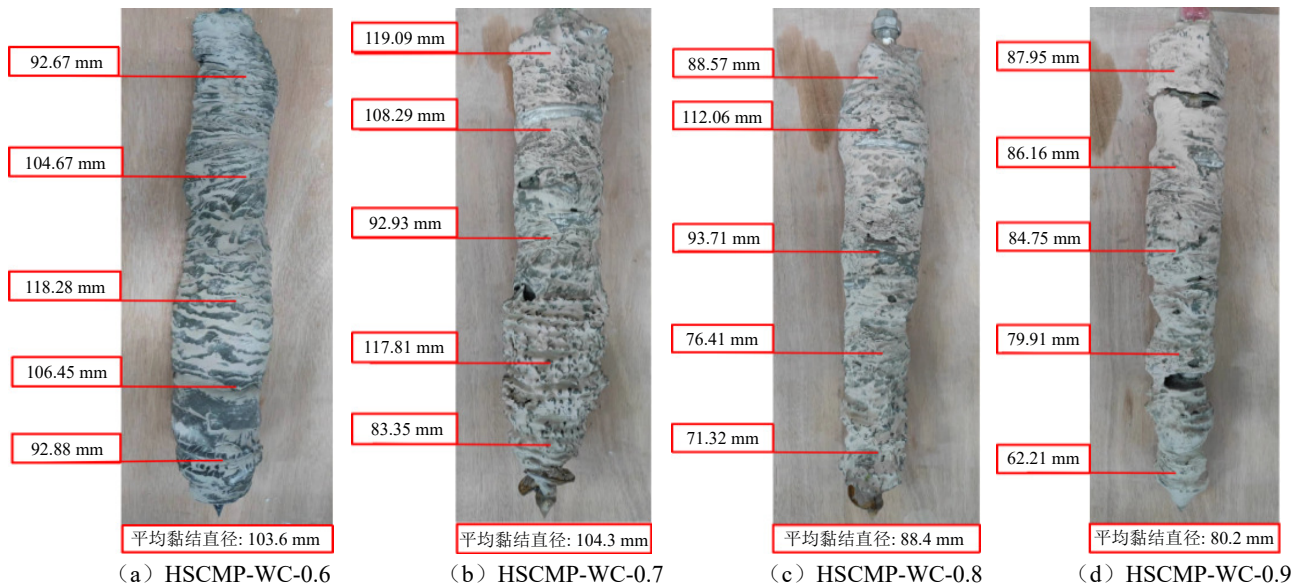 92.67 mm
104.67 mm
118.28 mm
106.45 mm
92.88 mm
平均黏结直径: 103.6 mm
（a）HSCMP-WC-0.6
119.09 mm
108.29 mm
92.93 mm
117.81 mm
83.35 mm
平均黏结直径: 104.3 mm
（b）HSCMP-WC-0.7
88.57 mm
112.06 mm
93.71 mm
76.41 mm
71.32 mm
平均黏结直径: 88.4 mm
（c）HSCMP-WC-0.8
87.95 mm
86.16 mm
84.75 mm
79.91 mm
62.21 mm
平均黏结直径: 80.2 mm
（d）HSCMP-WC-0.9